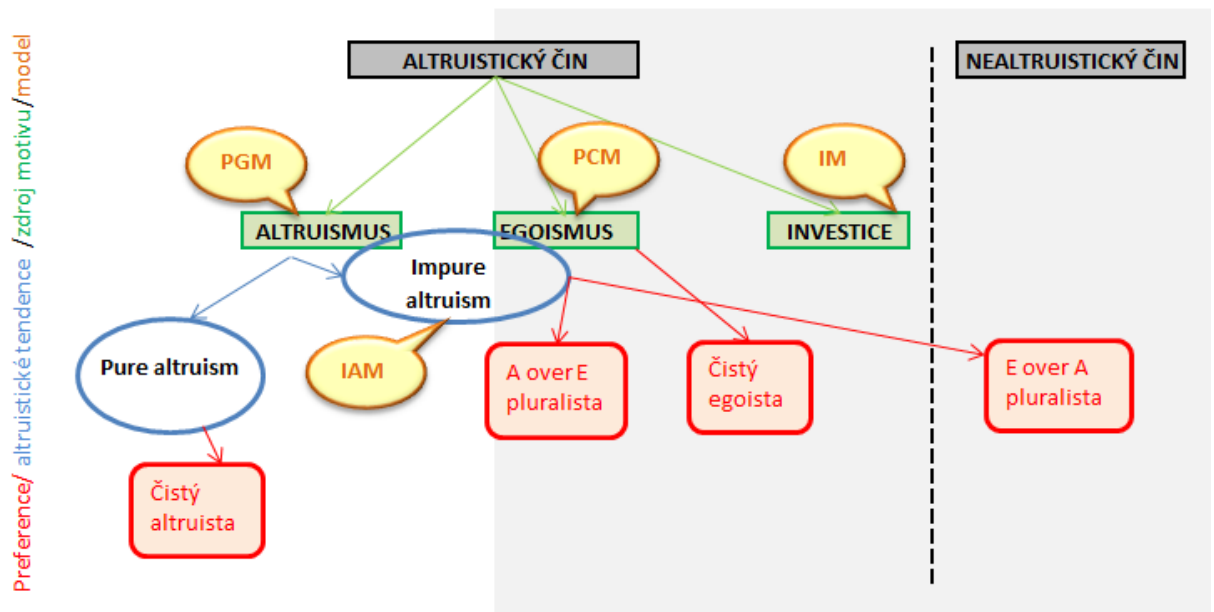 Preference/ altruistické tendence /zdroj motivu/model
ALTRUISTICKÝ ČIN
NEALTRUISTICKÝ ČIN
PGM
PCM
IM
ALTRUISMUS
EGOISMUS
INVESTICE
Impure
altruism
Pure altruism
IAM
A over E
pluralista
Čistý
egoista
E over A
pluralista
Čistý
altruista